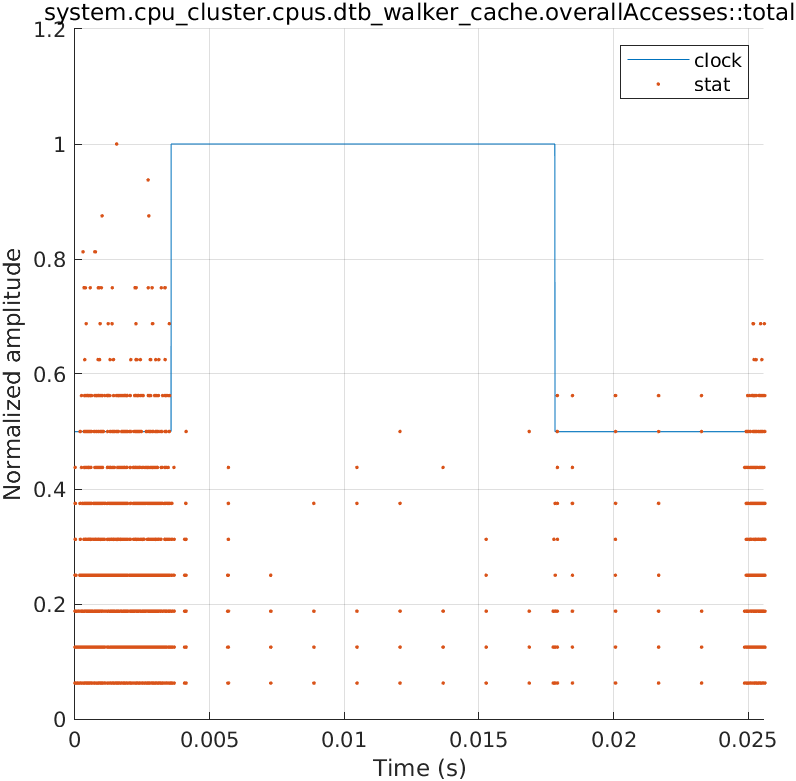 system.cpu_cluster.cpus.dtb_walker_cache.overallAccesses::total
1.2
clock
stat
1
0.8
0.6
0.4
0.2
0
Normalized amplitude
0
0.005
0.01
0.015
0.02
0.025
Time (s)